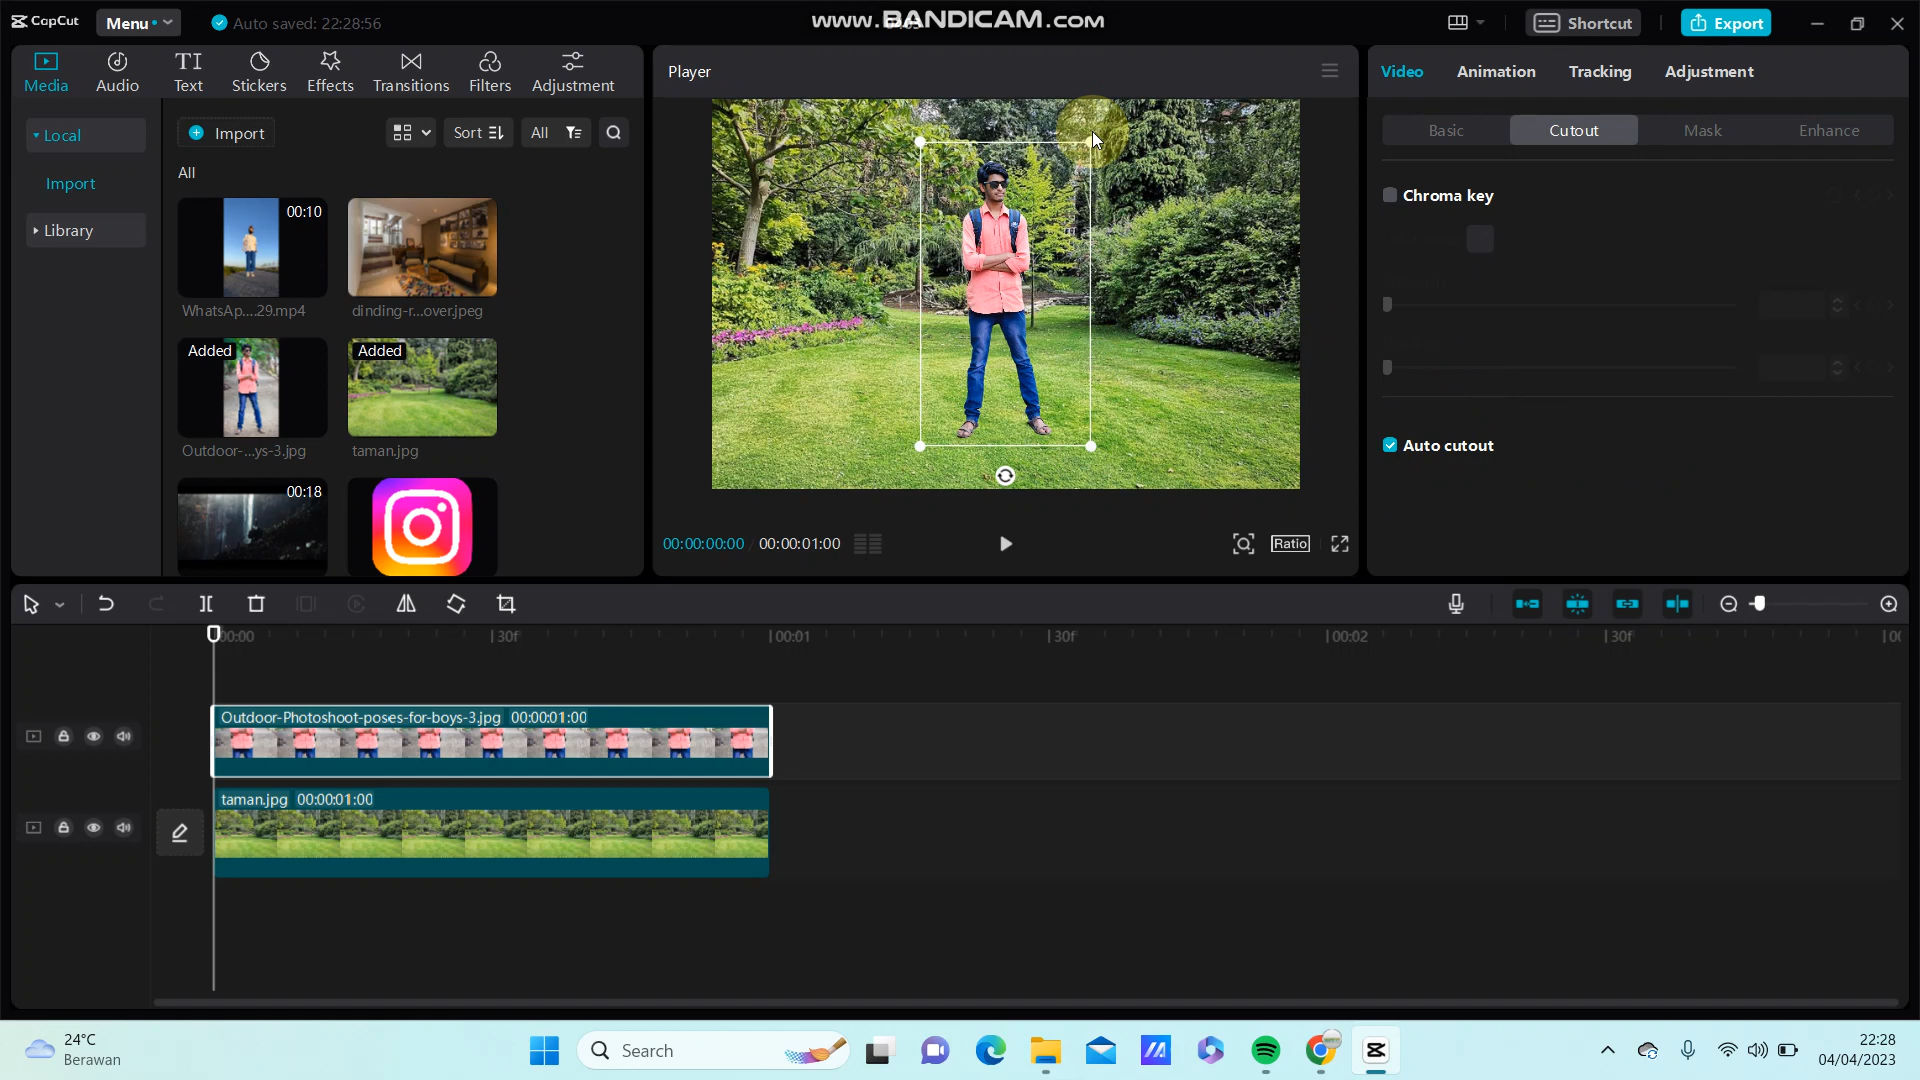 CapCut
Menu
Auto saved: 22:28:56
www.BANDICAM.com
Shortcut
Export
Media
Audio
Text
Stickers
Effects
Transitions
Filters
Adjustment
Player
Video
Animation
Tracking
Adjustment
Local
Import
Library
Import
Sort
All
All
00:10
WhatsAp....29.mp4
dinding-r...over.jpeg
Added
Outdoor-...ys-3.jpg
Added
taman.jpg
00:18
00:00:00:00
00:00:01:00
Ratio
Basic
Cutout
Mask
Enhance
Chroma key
Auto cutout
00:00
30f
00:01
30f
00:02
30f
Outdoor-Photoshoot-poses-for-boys-3.jpg 00:00:01:00
taman.jpg 00:00:01:00
24°C
Berawan
Search
22:28
04/04/2023